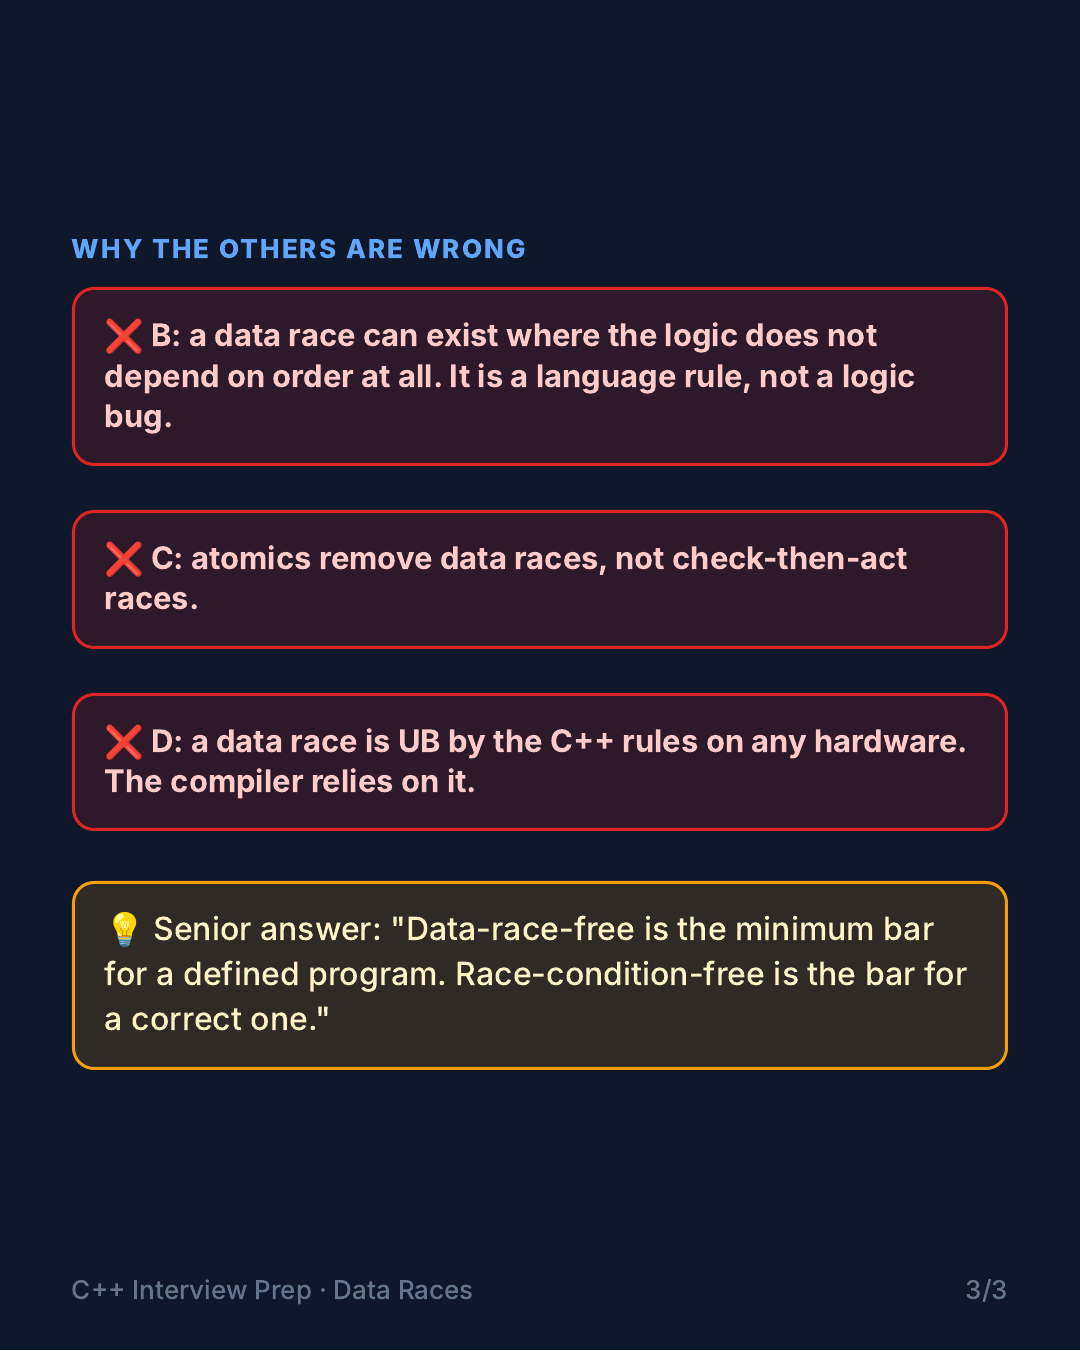 WHY THE OTHERS ARE WRONG
❌ B: a data race can exist where the logic does not
depend on order at all. It is a language rule, not a logic
bug.
❌ C: atomics remove data races, not check-then-act
races.
❌ D: a data race is UB by the C++ rules on any hardware.
The compiler relies on it.
💡 Senior answer: "Data-race-free is the minimum bar
for a defined program. Race-condition-free is the bar for
a correct one."
C++ Interview Prep · Data Races
3/3